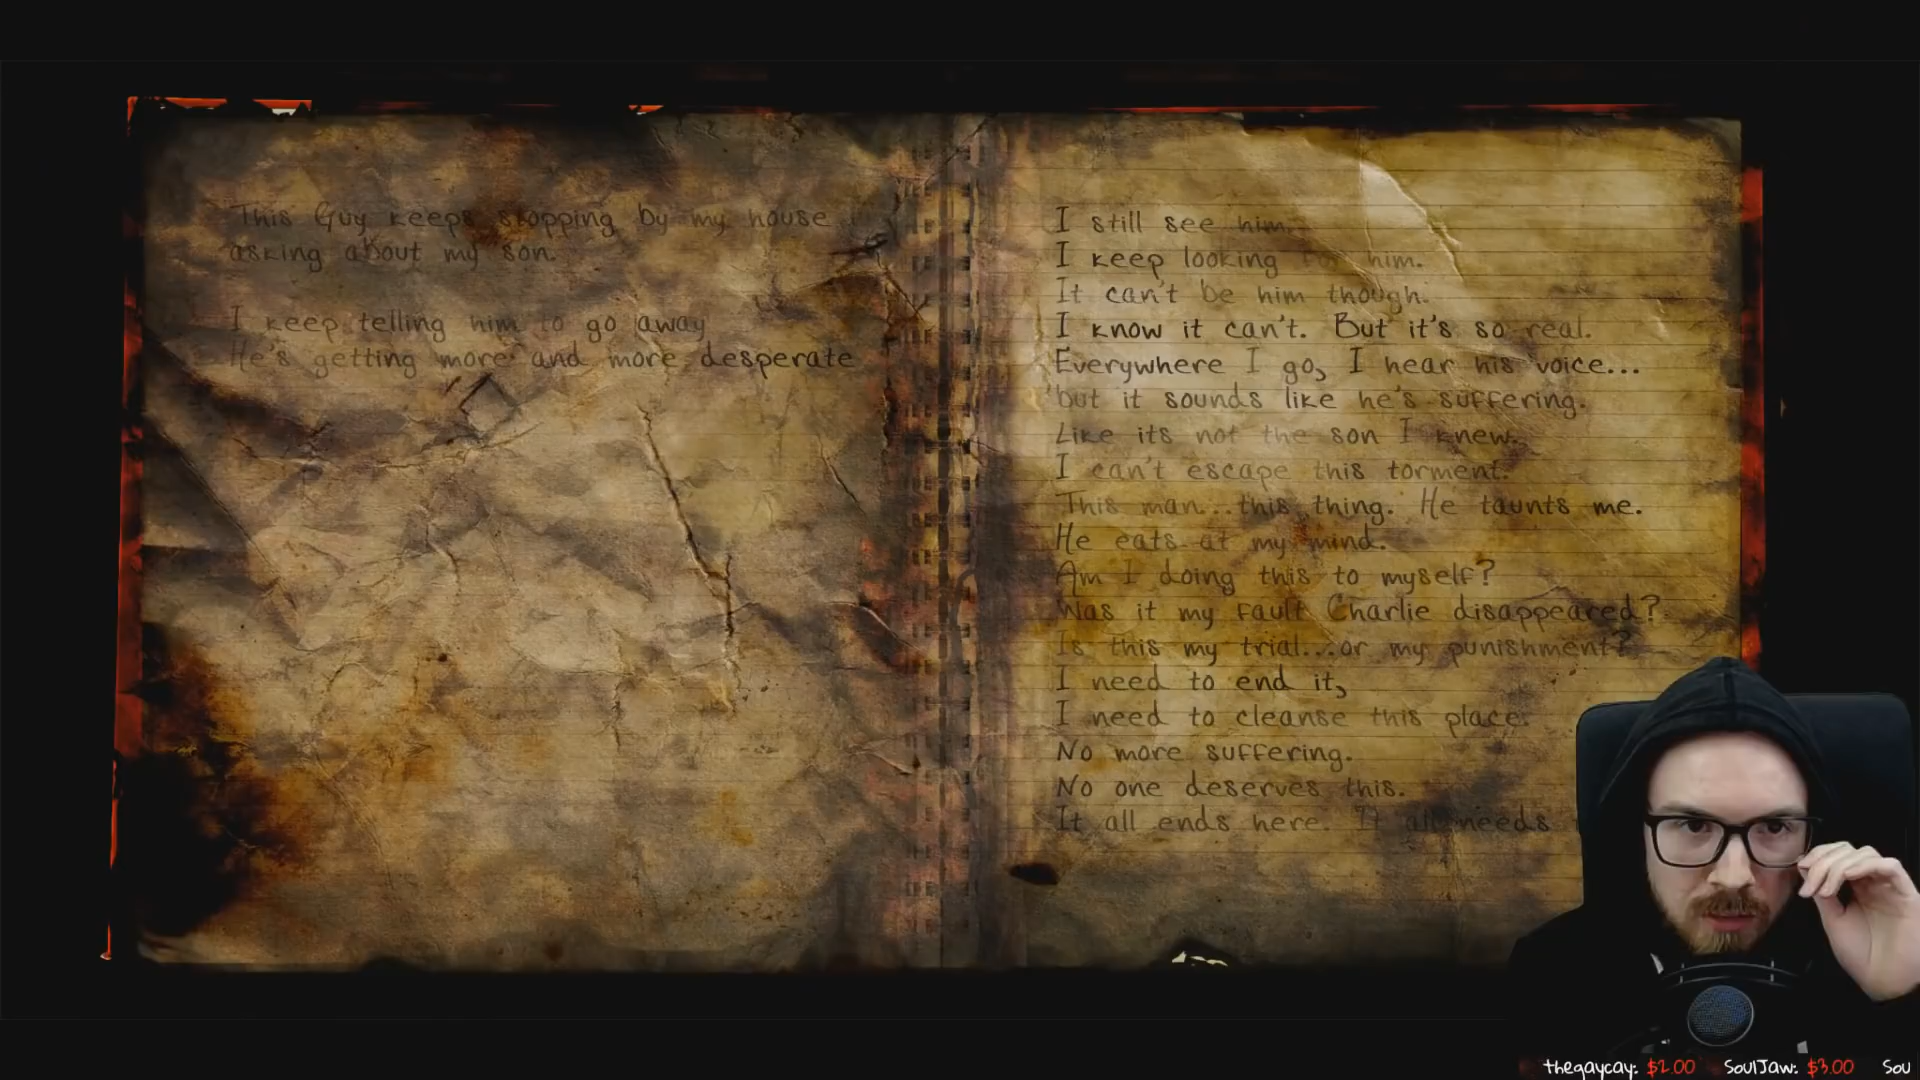 This Guy keeps stopping by my house
asking about my son.
I keep telling him to go away
He's getting more and more desperate
I still see him.
I keep looking for him.
It can't be him though.
I know it can't. But it's so real.
Everywhere I go, I hear his voice...
but it sounds like he's suffering.
Like its not the son I knew.
I can't escape this torment.
This man...this thing. He taunts me.
He eats at my mind.
Am I doing this to myself?
Was it my fault Charlie disappeared?
Is this my trial...or my punishment?
I need to end it,
I need to cleanse this place.
No more suffering.
No one deserves this.
It all ends here. It all needs
thegaycay: $2.00 SoulJaw: $3.00 Sou